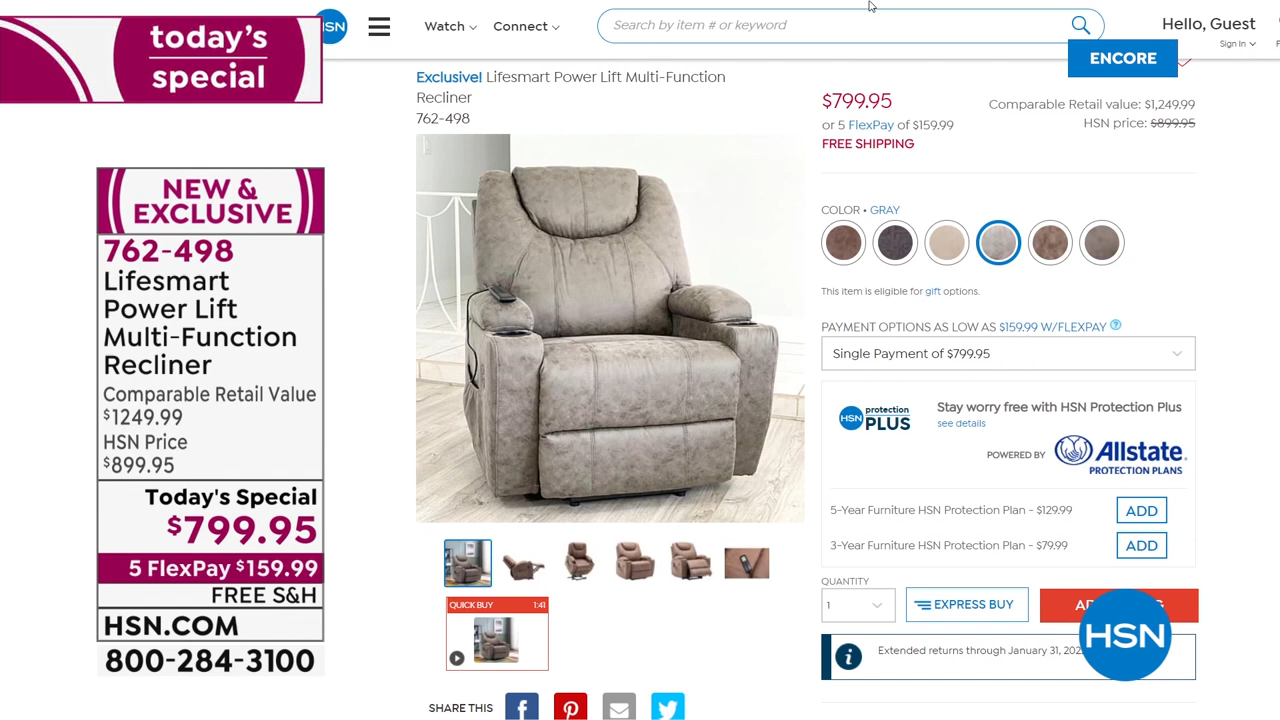 today's
special
NEW &
EXCLUSIVE
762-498
Lifesmart
Power Lift
Multi-Function
Recliner
Comparable Retail Value
$1249.99
HSN Price
$899.95
Today's Special
$799.95
5 FlexPay $159.99
FREE S&H
HSN.COM
800-284-3100
HSN
Watch
Connect
Search by item # or keyword
Hello, Guest
Sign In
ENCORE
Exclusive! Lifesmart Power Lift Multi-Function
Recliner
762-498
QUICK BUY 1:41
SHARE THIS
$799.95
or 5 FlexPay of $159.99
FREE SHIPPING
Comparable Retail value: $1,249.99
HSN price: $899.95
COLOR • GRAY
This item is eligible for gift options.
PAYMENT OPTIONS AS LOW AS $159.99 W/FLEXPAY ?
Single Payment of $799.95
HSN protection
PLUS
Stay worry free with HSN Protection Plus
see details
POWERED BY Allstate.
PROTECTION PLANS
5-Year Furniture HSN Protection Plan - $129.99 ADD
3-Year Furniture HSN Protection Plan - $79.99 ADD
QUANTITY
1
EXPRESS BUY
Extended returns through January 31,
HSN